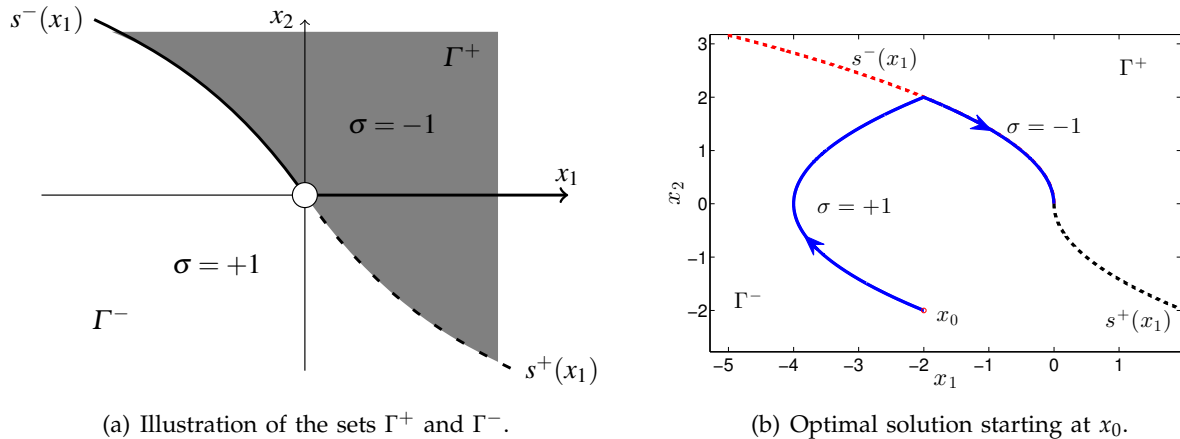 s⁻(x₁)
x₂
Γ⁺
σ = −1
x₁
σ = +1
Γ⁻
s⁺(x₁)
(a) Illustration of the sets Γ⁺ and Γ⁻.
3
2
1
0
−1
−2
x₂
s⁻(x₁)
Γ⁺
σ = −1
σ = +1
Γ⁻
x₀
s⁺(x₁)
−5 −4 −3 −2 −1 0 1
x₁
(b) Optimal solution starting at x₀.